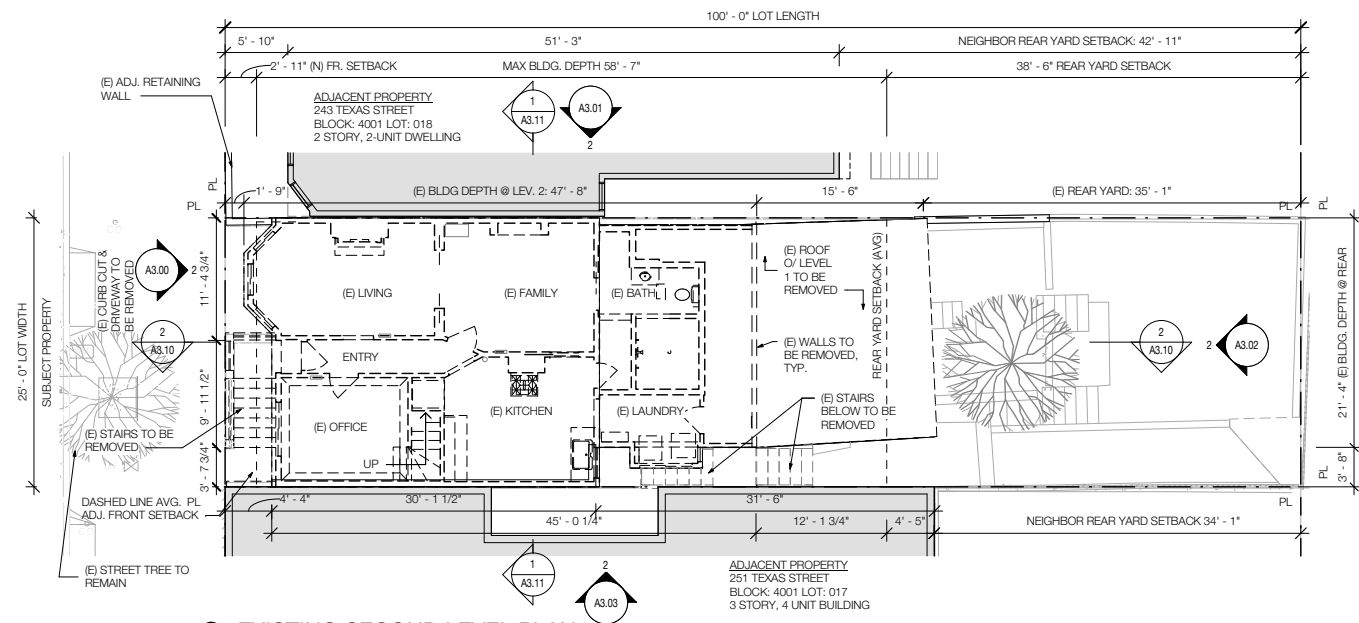 100' - 0" LOT LENGTH
5' - 10"
51' - 3"
NEIGHBOR REAR YARD SETBACK: 42' - 11"
2' - 11" (N) FR. SETBACK
MAX BLDG. DEPTH 58' - 7"
38' - 6" REAR YARD SETBACK
(E) ADJ. RETAINING
WALL
ADJACENT PROPERTY
243 TEXAS STREET
BLOCK: 4001 LOT: 018
2 STORY, 2-UNIT DWELLING
1
A3.11
A3.01
2
PL
PL
1' - 9"
(E) BLDG DEPTH @ LEV. 2: 47' - 8"
15' - 6"
(E) REAR YARD: 35' - 1"
PL
PL
25' - 0" LOT WIDTH
SUBJECT PROPERTY
(E) CURB CUT &
DRIVEWAY TO
BE REMOVED
A3.00
2
11' - 4 3/4"
2
A3.10
9' - 11 1/2"
3' - 7 3/4"
(E) LIVING
(E) FAMILY
(E) BATH
(E) ROOF
O/ LEVEL
1 TO BE
REMOVED
REAR YARD SETBACK (AVG)
ENTRY
(E) WALLS TO
BE REMOVED,
TYP.
2
A3.10
2
A3.02
21' - 4" (E) BLDG. DEPTH @ REAR
3' - 8"
(E) OFFICE
(E) KITCHEN
(E) LAUNDRY
(E) STAIRS
BELOW TO BE
REMOVED
(E) STAIRS TO BE
REMOVED
UP
PL
PL
DASHED LINE AVG.
ADJ. FRONT SETBACK
PL
4' - 4"
30' - 1 1/2"
31' - 6"
45' - 0 1/4"
12' - 1 3/4"
4' - 5"
NEIGHBOR REAR YARD SETBACK 34' - 1"
(E) STREET TREE TO
REMAIN
1
A3.11
2
A3.03
ADJACENT PROPERTY
251 TEXAS STREET
BLOCK: 4001 LOT: 017
3 STORY, 4 UNIT BUILDING
EXISTING SECOND LEVEL PLAN